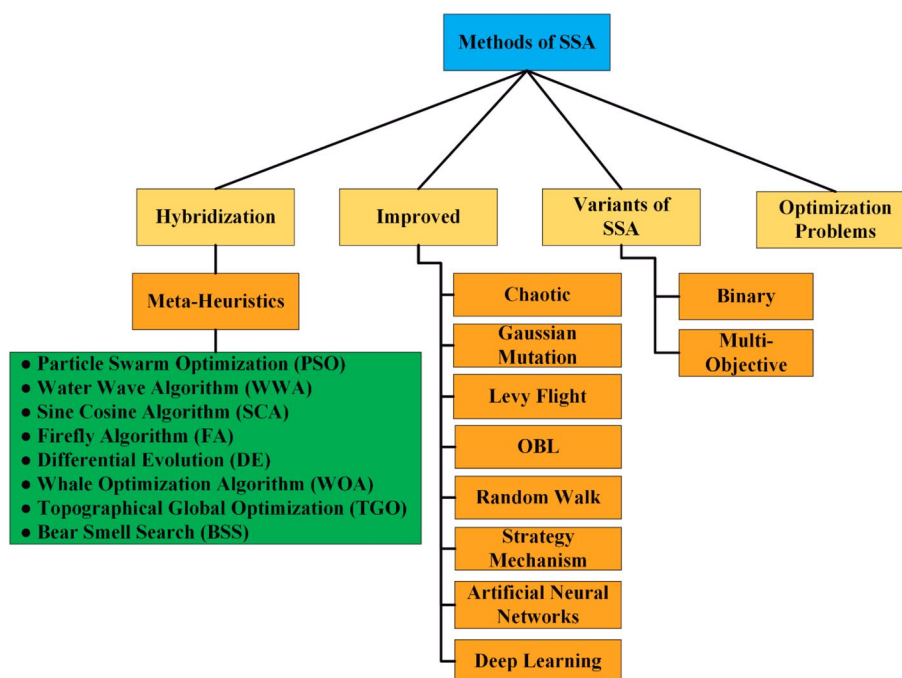 Methods of SSA
Hybridization
Improved
Variants of
SSA
Optimization
Problems
Meta-Heuristics
● Particle Swarm Optimization (PSO)
● Water Wave Algorithm (WWA)
● Sine Cosine Algorithm (SCA)
● Firefly Algorithm (FA)
● Differential Evolution (DE)
● Whale Optimization Algorithm (WOA)
● Topographical Global Optimization (TGO)
● Bear Smell Search (BSS)
Chaotic
Gaussian
Mutation
Levy Flight
OBL
Random Walk
Strategy
Mechanism
Artificial Neural
Networks
Deep Learning
Binary
Multi-
Objective